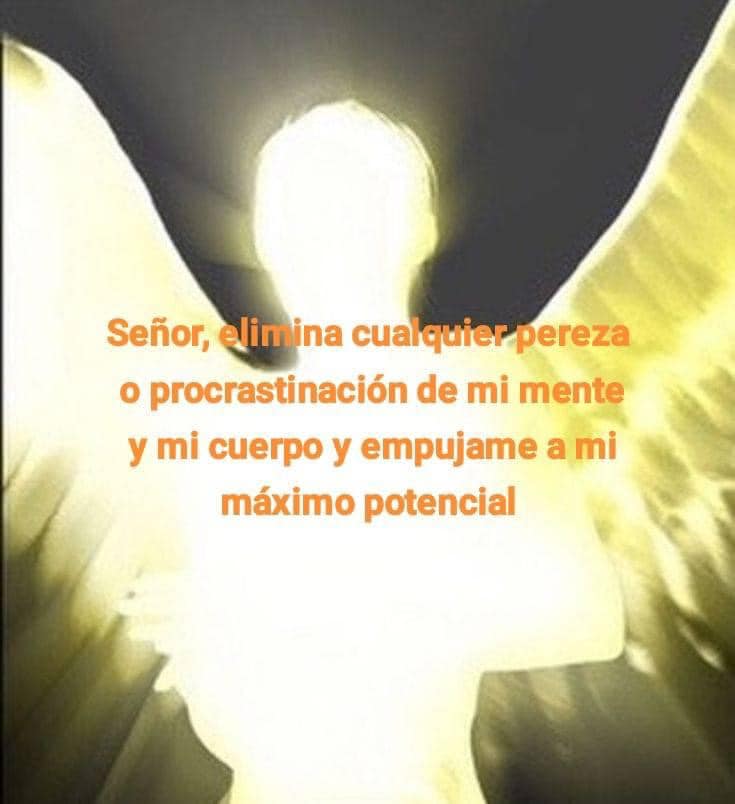 Señor, elimina cualquier pereza
o procrastinación de mi mente
y mi cuerpo y empujame a mi
máximo potencial